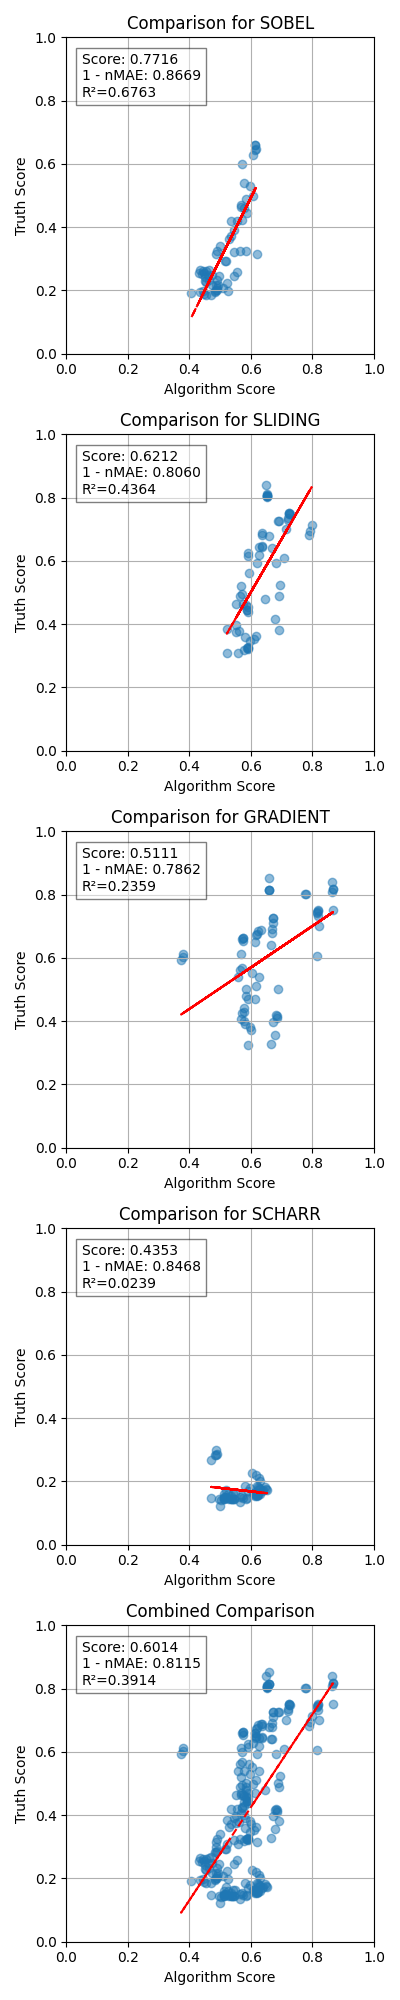 Comparison for SOBEL
Score: 0.7716
1 - nMAE: 0.8669
R²=0.6763
1.0
0.8
0.6
0.4
0.2
0.0
Truth Score
0.0 0.2 0.4 0.6 0.8 1.0
Algorithm Score
Comparison for SLIDING
Score: 0.6212
1 - nMAE: 0.8060
R²=0.4364
1.0
0.8
0.6
0.4
0.2
0.0
Truth Score
0.0 0.2 0.4 0.6 0.8 1.0
Algorithm Score
Comparison for GRADIENT
Score: 0.5111
1 - nMAE: 0.7862
R²=0.2359
1.0
0.8
0.6
0.4
0.2
0.0
Truth Score
0.0 0.2 0.4 0.6 0.8 1.0
Algorithm Score
Comparison for SCHARR
Score: 0.4353
1 - nMAE: 0.8468
R²=0.0239
1.0
0.8
0.6
0.4
0.2
0.0
Truth Score
0.0 0.2 0.4 0.6 0.8 1.0
Algorithm Score
Combined Comparison
Score: 0.6014
1 - nMAE: 0.8115
R²=0.3914
1.0
0.8
0.6
0.4
0.2
0.0
Truth Score
0.0 0.2 0.4 0.6 0.8 1.0
Algorithm Score